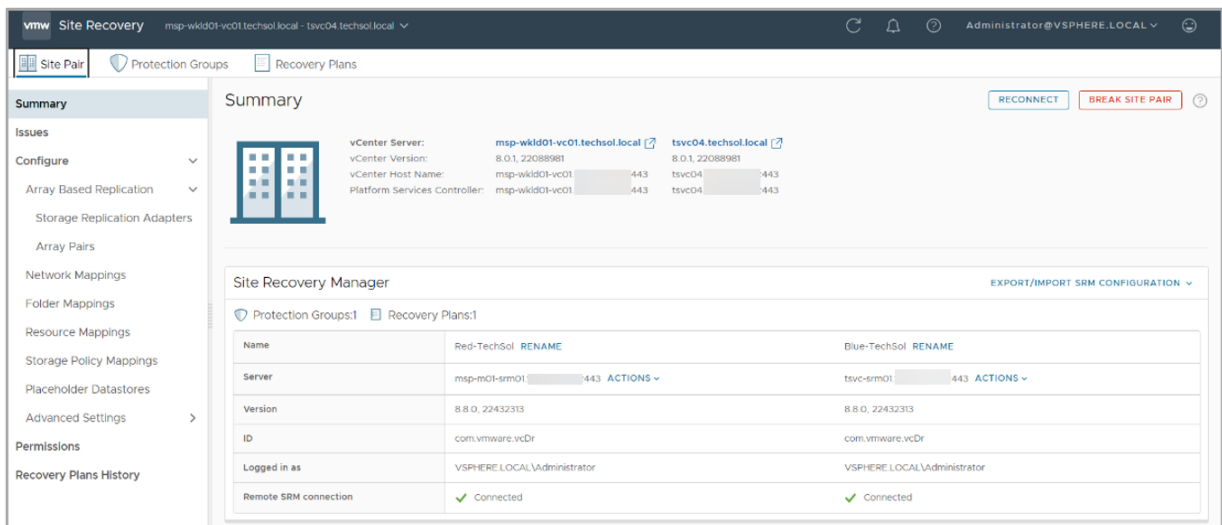 vmw Site Recovery msp-wkld01-vc01.techsol.local - tsvc04.techsol.local Administrator@VSPHERE.LOCAL
Site Pair Protection Groups Recovery Plans
Summary
Issues
Configure
Array Based Replication
Storage Replication Adapters
Array Pairs
Network Mappings
Folder Mappings
Resource Mappings
Storage Policy Mappings
Placeholder Datastores
Advanced Settings
Permissions
Recovery Plans History
Summary RECONNECT BREAK SITE PAIR
vCenter Server: msp-wkld01-vc01.techsol.local tsvc04.techsol.local
vCenter Version: 8.0.1, 22088981 8.0.1, 22088981
vCenter Host Name: msp-wkld01-vc01 443 tsvc04 :443
Platform Services Controller: msp-wkld01-vc01 443 tsvc04 :443
Site Recovery Manager EXPORT/IMPORT SRM CONFIGURATION
Protection Groups:1 Recovery Plans:1
Name Red-TechSol RENAME Blue-TechSol RENAME
Server msp-m01-srm01. :443 ACTIONS tsvc-srm01. 443 ACTIONS
Version 8.8.0, 22432313 8.8.0, 22432313
ID com.vmware.vcDr com.vmware.vcDr
Logged in as VSPHERE.LOCAL\Administrator VSPHERE.LOCAL\Administrator
Remote SRM connection Connected Connected